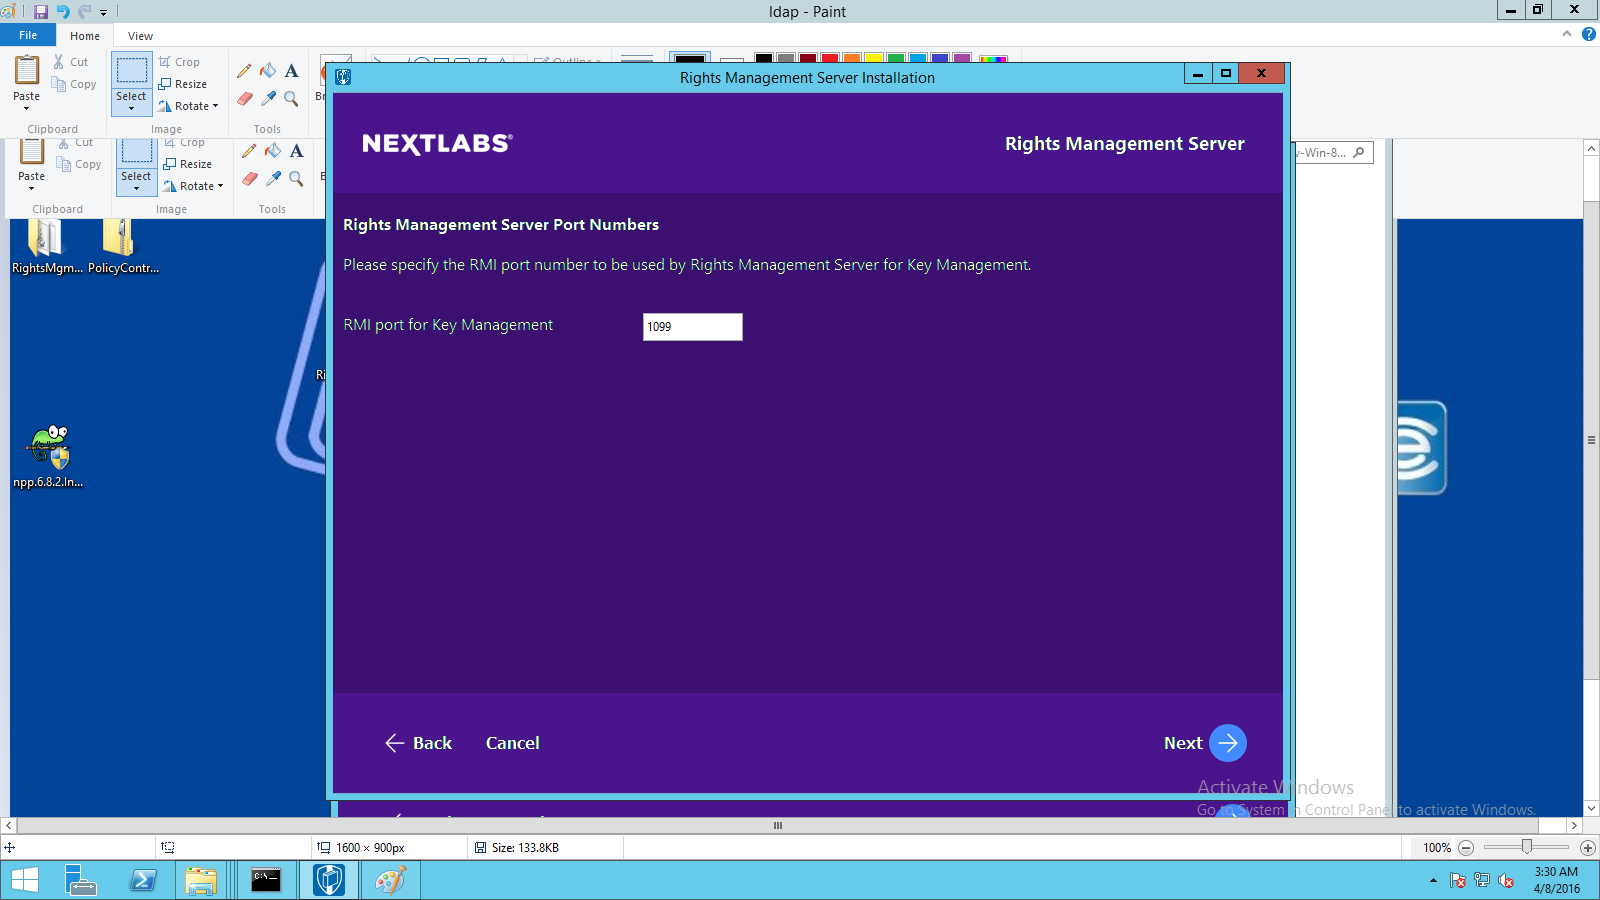 ldap - Paint
File
Home
View
Paste
Cut
Copy
Clipboard
Select
Crop
Resize
Rotate
Image
Tools
Outline
Paste
Cut
Copy
Clipboard
Select
Crop
Resize
Rotate
Image
Tools
Rights Management Server Installation
NEXTLABS®
Rights Management Server
Rights Management Server Port Numbers
Please specify the RMI port number to be used by Rights Management Server for Key Management.
RMI port for Key Management
1099
Back
Cancel
Next
v-Win-8...
RightsMgm...
PolicyContr...
Ri
npp.6.8.2.In...
Activate Windows
Go to System in Control Panel to activate Windows.
1600 × 900px
Size: 133.8KB
100%
3:30 AM
4/8/2016